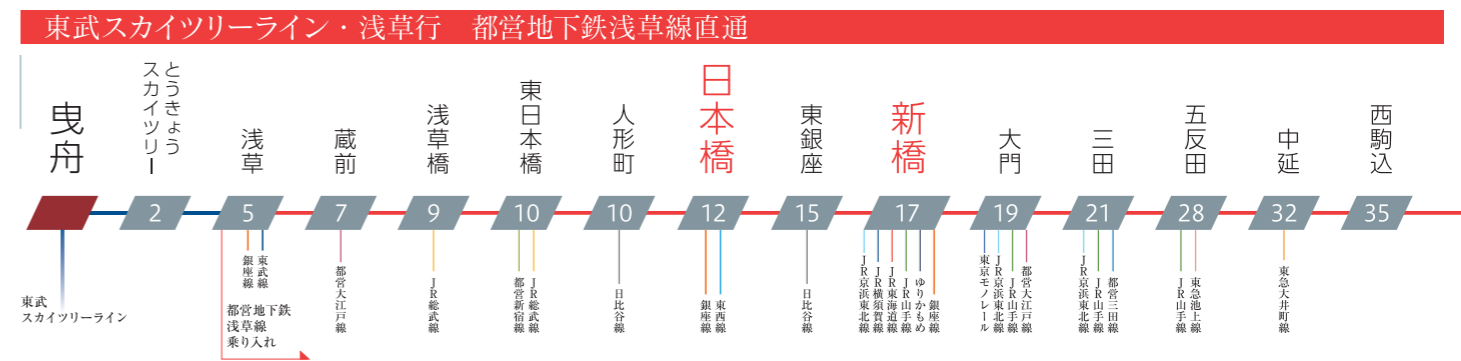 東武スカイツリーライン・浅草行　都営地下鉄浅草線直通
曳舟
とうきょう
スカイツリー
浅草
蔵前
浅草橋
東日本橋
人形町
日本橋
東銀座
新橋
大門
三田
五反田
中延
西駒込
2
5
7
9
10
10
12
15
17
19
21
28
32
35
東武
スカイツリーライン
銀座線
東武線
都営地下鉄
浅草線
乗り入れ
都営大江戸線
JR総武線
都営新宿線
JR総武線
日比谷線
銀座線
東西線
日比谷線
JR京浜東北線
JR横須賀線
JR東海道線
JR山手線
ゆりかもめ
銀座線
東京モノレール
JR京浜東北線
JR山手線
都営大江戸線
JR京浜東北線
JR山手線
都営三田線
JR山手線
東急池上線
東急大井町線